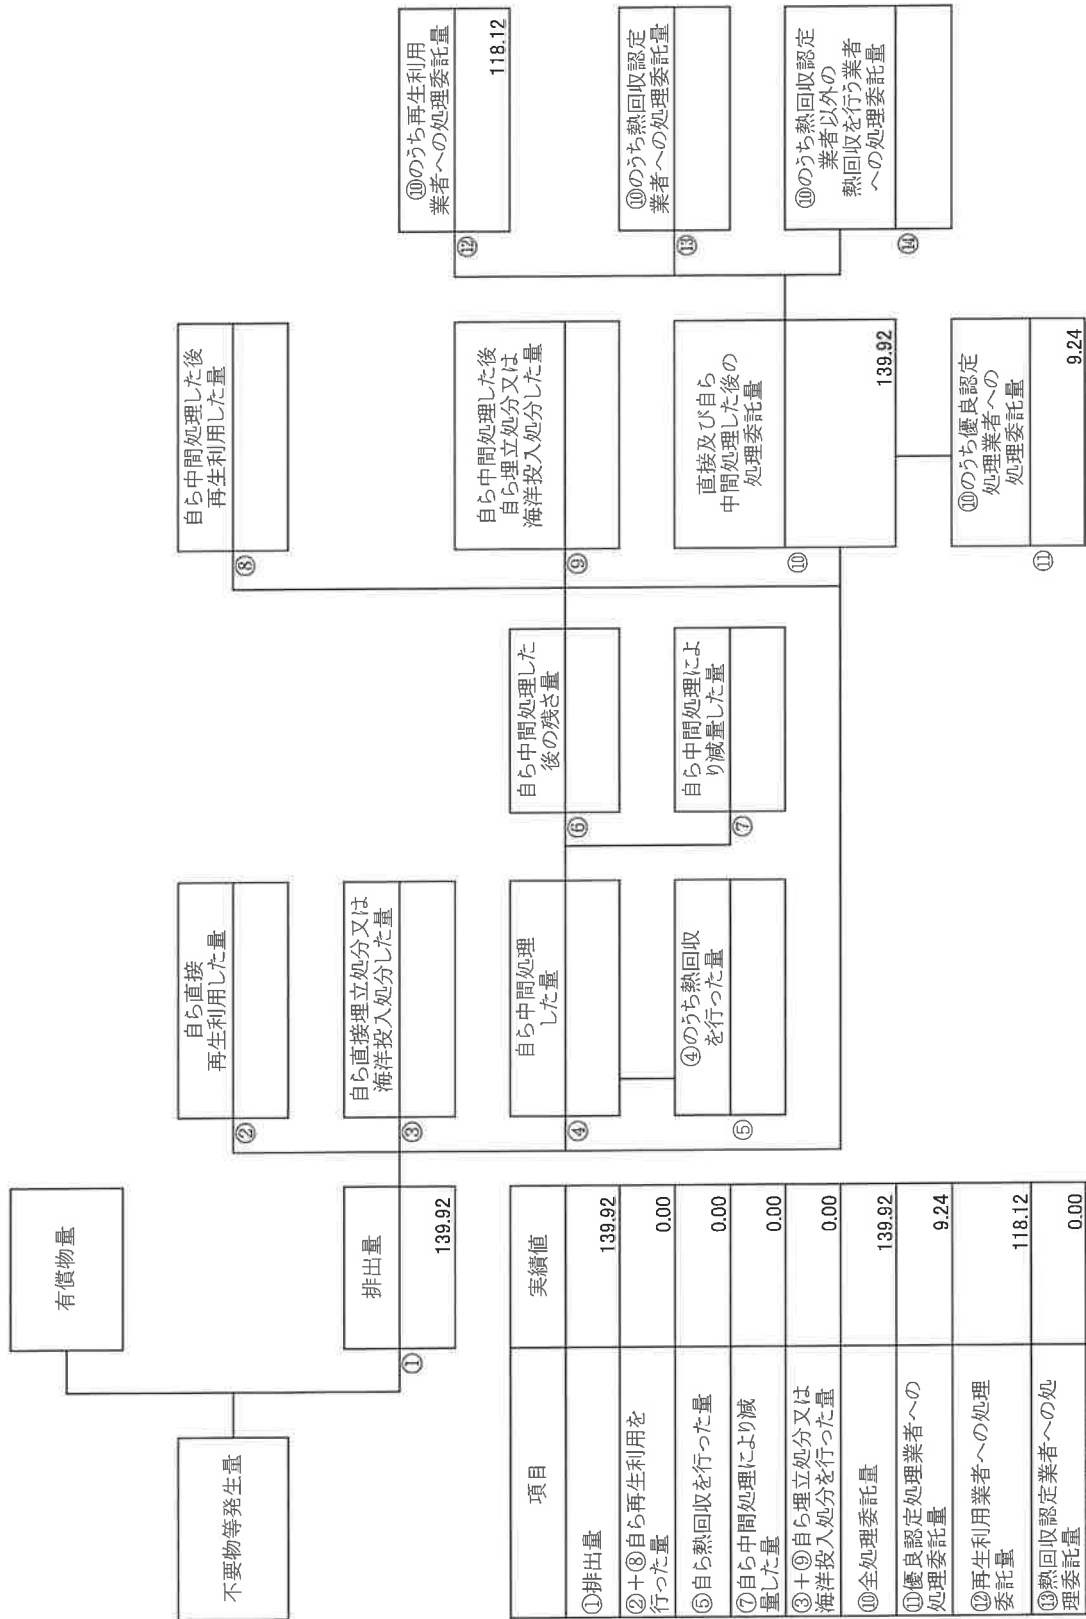 不要物等発生量
有償物量
排出量
①
139.92
自ら直接
再生利用した量
②
自ら直接埋立処分又は
海洋投入処分した量
③
自ら中間処理
した量
④
④のうち熱回収
を行った量
⑤
自ら中間処理した
後の残さ量
⑥
自ら中間処理によ
り減量した量
⑦
自ら中間処理した後
再生利用した量
⑧
自ら中間処理した後
自ら埋立処分又は
海洋投入処分した量
⑨
直接及び自ら
中間処理した後の
処理委託量
⑩
139.92
⑩のうち優良認定
処理業者への
処理委託量
⑪
9.24
⑩のうち再生利用
業者への処理委託量
⑫
118.12
⑩のうち熱回収認定
業者への処理委託量
⑬
⑩のうち熱回収認定
業者以外の
熱回収を行う業者
への処理委託量
⑭
項目
実績値
①排出量
139.92
②+⑧自ら再生利用を
行った量
0.00
⑤自ら熱回収を行った量
0.00
⑦自ら中間処理により減
量した量
0.00
③+⑨自ら埋立処分又は
海洋投入処分を行った量
0.00
⑩全処理委託量
139.92
⑪優良認定処理業者への
処理委託量
9.24
⑫再生利用業者への処理
委託量
118.12
⑬熱回収認定業者への処
理委託量
0.00